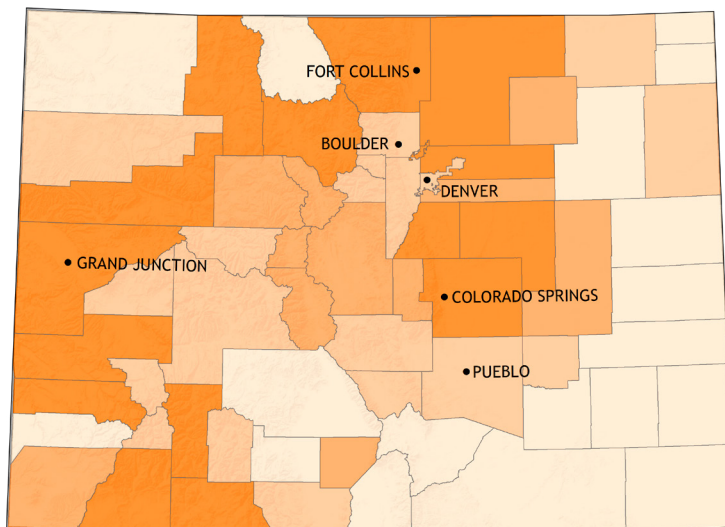 FORT COLLINS
BOULDER
DENVER
GRAND JUNCTION
COLORADO SPRINGS
PUEBLO